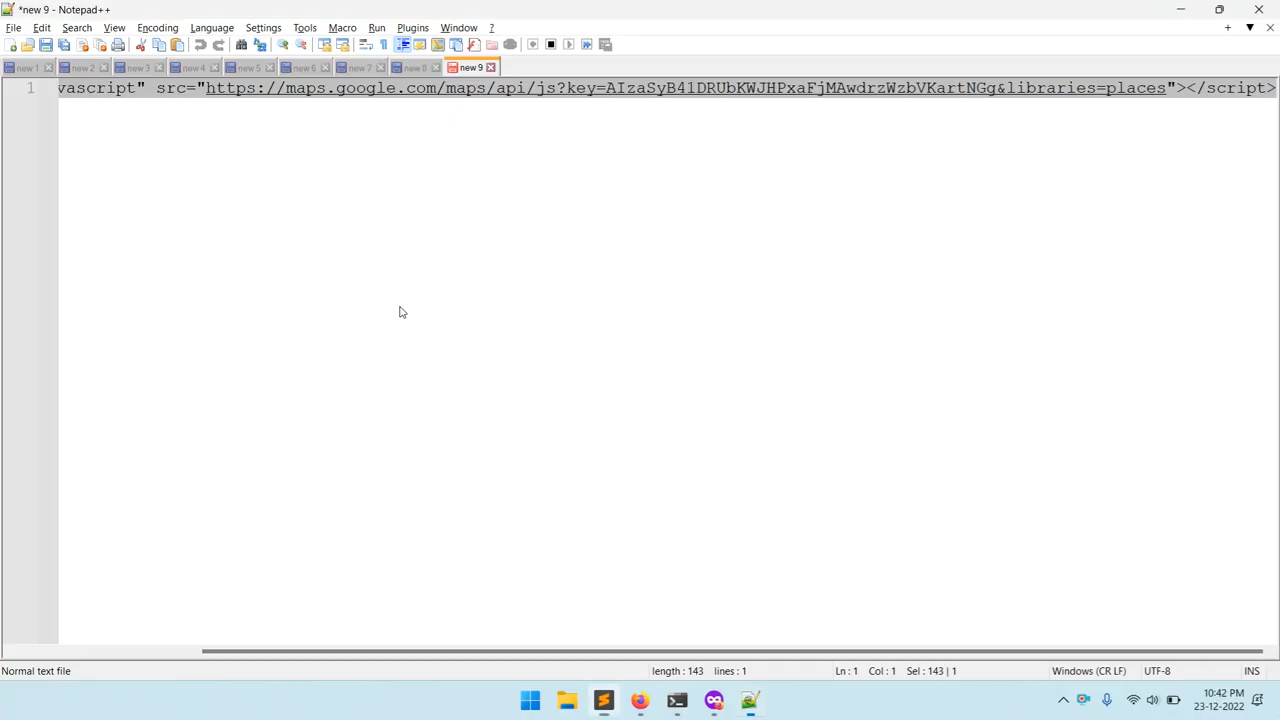 *new 9 - Notepad++
File Edit Search View Encoding Language Settings Tools Macro Run Plugins Window ?
new 1 new 2 new 3 new 4 new 5 new 6 new 7 new 8 new 9
1 vascript" src="https://maps.google.com/maps/api/js?key=AIzaSyB41DRUbKWJHPxaFjMAwdrzWzbVKartNGg&libraries=places"></script>
Normal text file length : 143 lines : 1 Ln : 1 Col : 1 Sel : 143 | 1 Windows (CR LF) UTF-8 INS
10:42 PM
23-12-2022